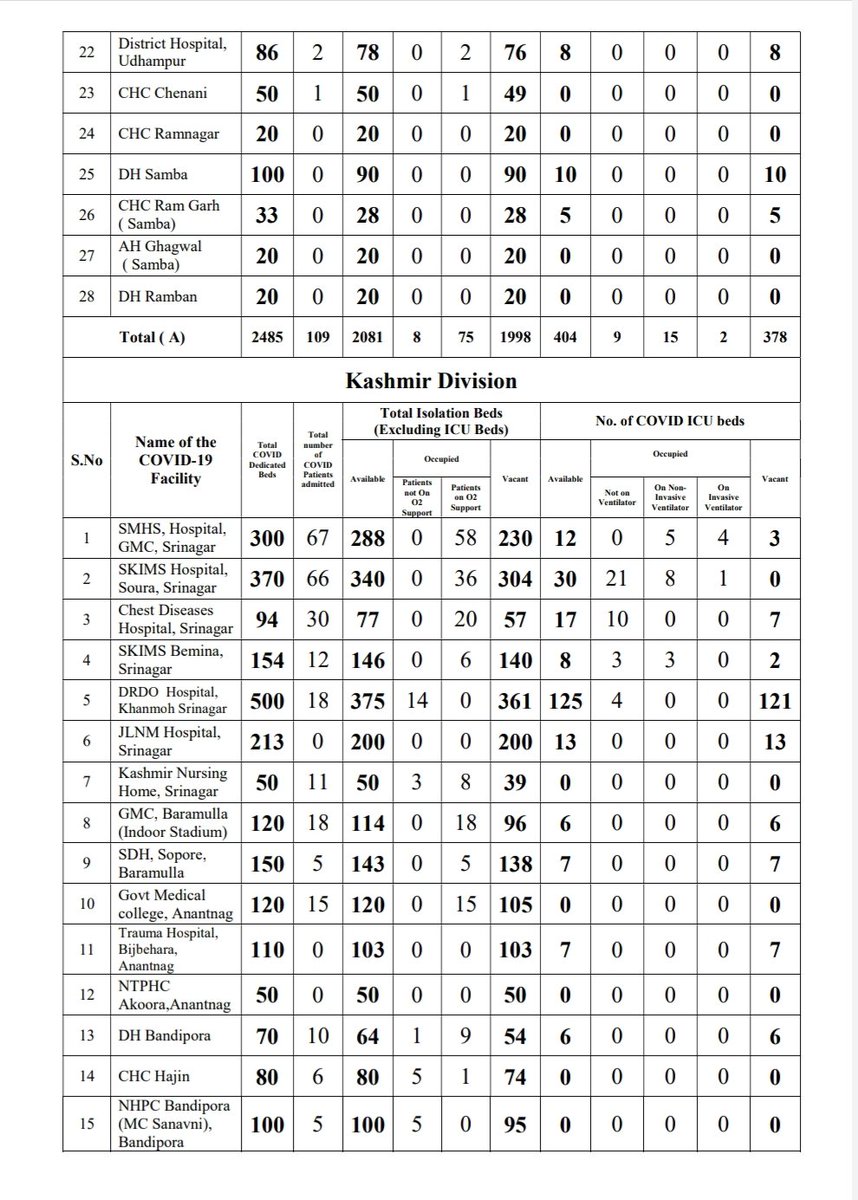 22 District Hospital, Udhampur 86 2 78 0 2 76 8 0 0 0 8
23 CHC Chenani 50 1 50 0 1 49 0 0 0 0 0
24 CHC Ramnagar 20 0 20 0 0 20 0 0 0 0 0
25 DH Samba 100 0 90 0 0 90 10 0 0 0 10
26 CHC Ram Garh ( Samba) 33 0 28 0 0 28 5 0 0 0 5
27 AH Ghagwal ( Samba) 20 0 20 0 0 20 0 0 0 0 0
28 DH Ramban 20 0 20 0 0 20 0 0 0 0 0
Total ( A) 2485 109 2081 8 75 1998 404 9 15 2 378
Kashmir Division
S.No
Name of the COVID-19 Facility
Total COVID Dedicated Beds
Total number of COVID Patients admitted
Total Isolation Beds (Excluding ICU Beds)
Available
Occupied
Patients not On O2 Support
Patients on O2 Support
Vacant
No. of COVID ICU beds
Available
Occupied
Not on Ventilator
On Non-Invasive Ventilator
On Invasive Ventilator
Vacant
1 SMHS, Hospital, GMC, Srinagar 300 67 288 0 58 230 12 0 5 4 3
2 SKIMS Hospital, Soura, Srinagar 370 66 340 0 36 304 30 21 8 1 0
3 Chest Diseases Hospital, Srinagar 94 30 77 0 20 57 17 10 0 0 7
4 SKIMS Bemina, Srinagar 154 12 146 0 6 140 8 3 3 0 2
5 DRDO Hospital, Khanmoh Srinagar 500 18 375 14 0 361 125 4 0 0 121
6 JLNM Hospital, Srinagar 213 0 200 0 0 200 13 0 0 0 13
7 Kashmir Nursing Home, Srinagar 50 11 50 3 8 39 0 0 0 0 0
8 GMC, Baramulla (Indoor Stadium) 120 18 114 0 18 96 6 0 0 0 6
9 SDH, Sopore, Baramulla 150 5 143 0 5 138 7 0 0 0 7
10 Govt Medical college, Anantnag 120 15 120 0 15 105 0 0 0 0 0
11 Trauma Hospital, Bijbehara, Anantnag 110 0 103 0 0 103 7 0 0 0 7
12 NTPHC Akoora,Anantnag 50 0 50 0 0 50 0 0 0 0 0
13 DH Bandipora 70 10 64 1 9 54 6 0 0 0 6
14 CHC Hajin 80 6 80 5 1 74 0 0 0 0 0
15 NHPC Bandipora (MC Sanavni), Bandipora 100 5 100 5 0 95 0 0 0 0 0